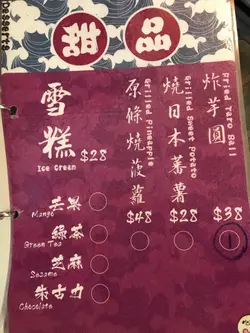 Desserts
甜品
雪糕 $28
Ice Cream
芒果
Mango
綠茶
Green Tea
芝麻
Sesame
朱古力
Chocolate
原條燒菠蘿
Grilled Pineapple
$48
燒日本蕃薯
Grilled Sweet Potato
$28
炸芋圓
Fried Taro Ball
$38